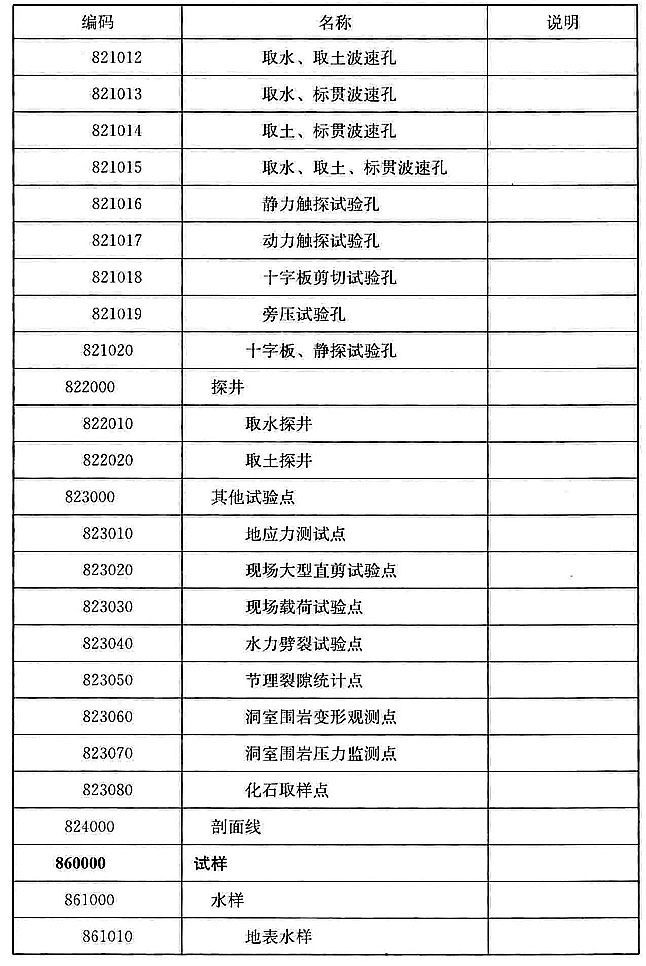 编码 名称 说明
821012 取水、取土波速孔
821013 取水、标贯波速孔
821014 取土、标贯波速孔
821015 取水、取土、标贯波速孔
821016 静力触探试验孔
821017 动力触探试验孔
821018 十字板剪切试验孔
821019 旁压试验孔
821020 十字板、静探试验孔
822000 探井
822010 取水探井
822020 取土探井
823000 其他试验点
823010 地应力测试点
823020 现场大型直剪试验点
823030 现场载荷试验点
823040 水力劈裂试验点
823050 节理裂隙统计点
823060 洞室围岩变形观测点
823070 洞室围岩压力监测点
823080 化石取样点
824000 剖面线
860000 试样
861000 水样
861010 地表水样